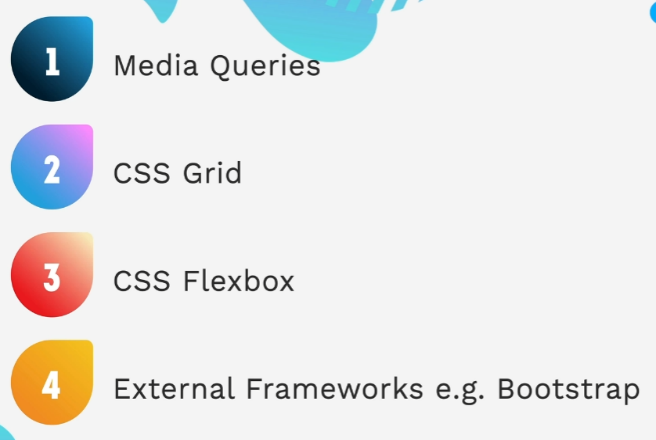 1 Media Queries
2 CSS Grid
3 CSS Flexbox
4 External Frameworks e.g. Bootstrap